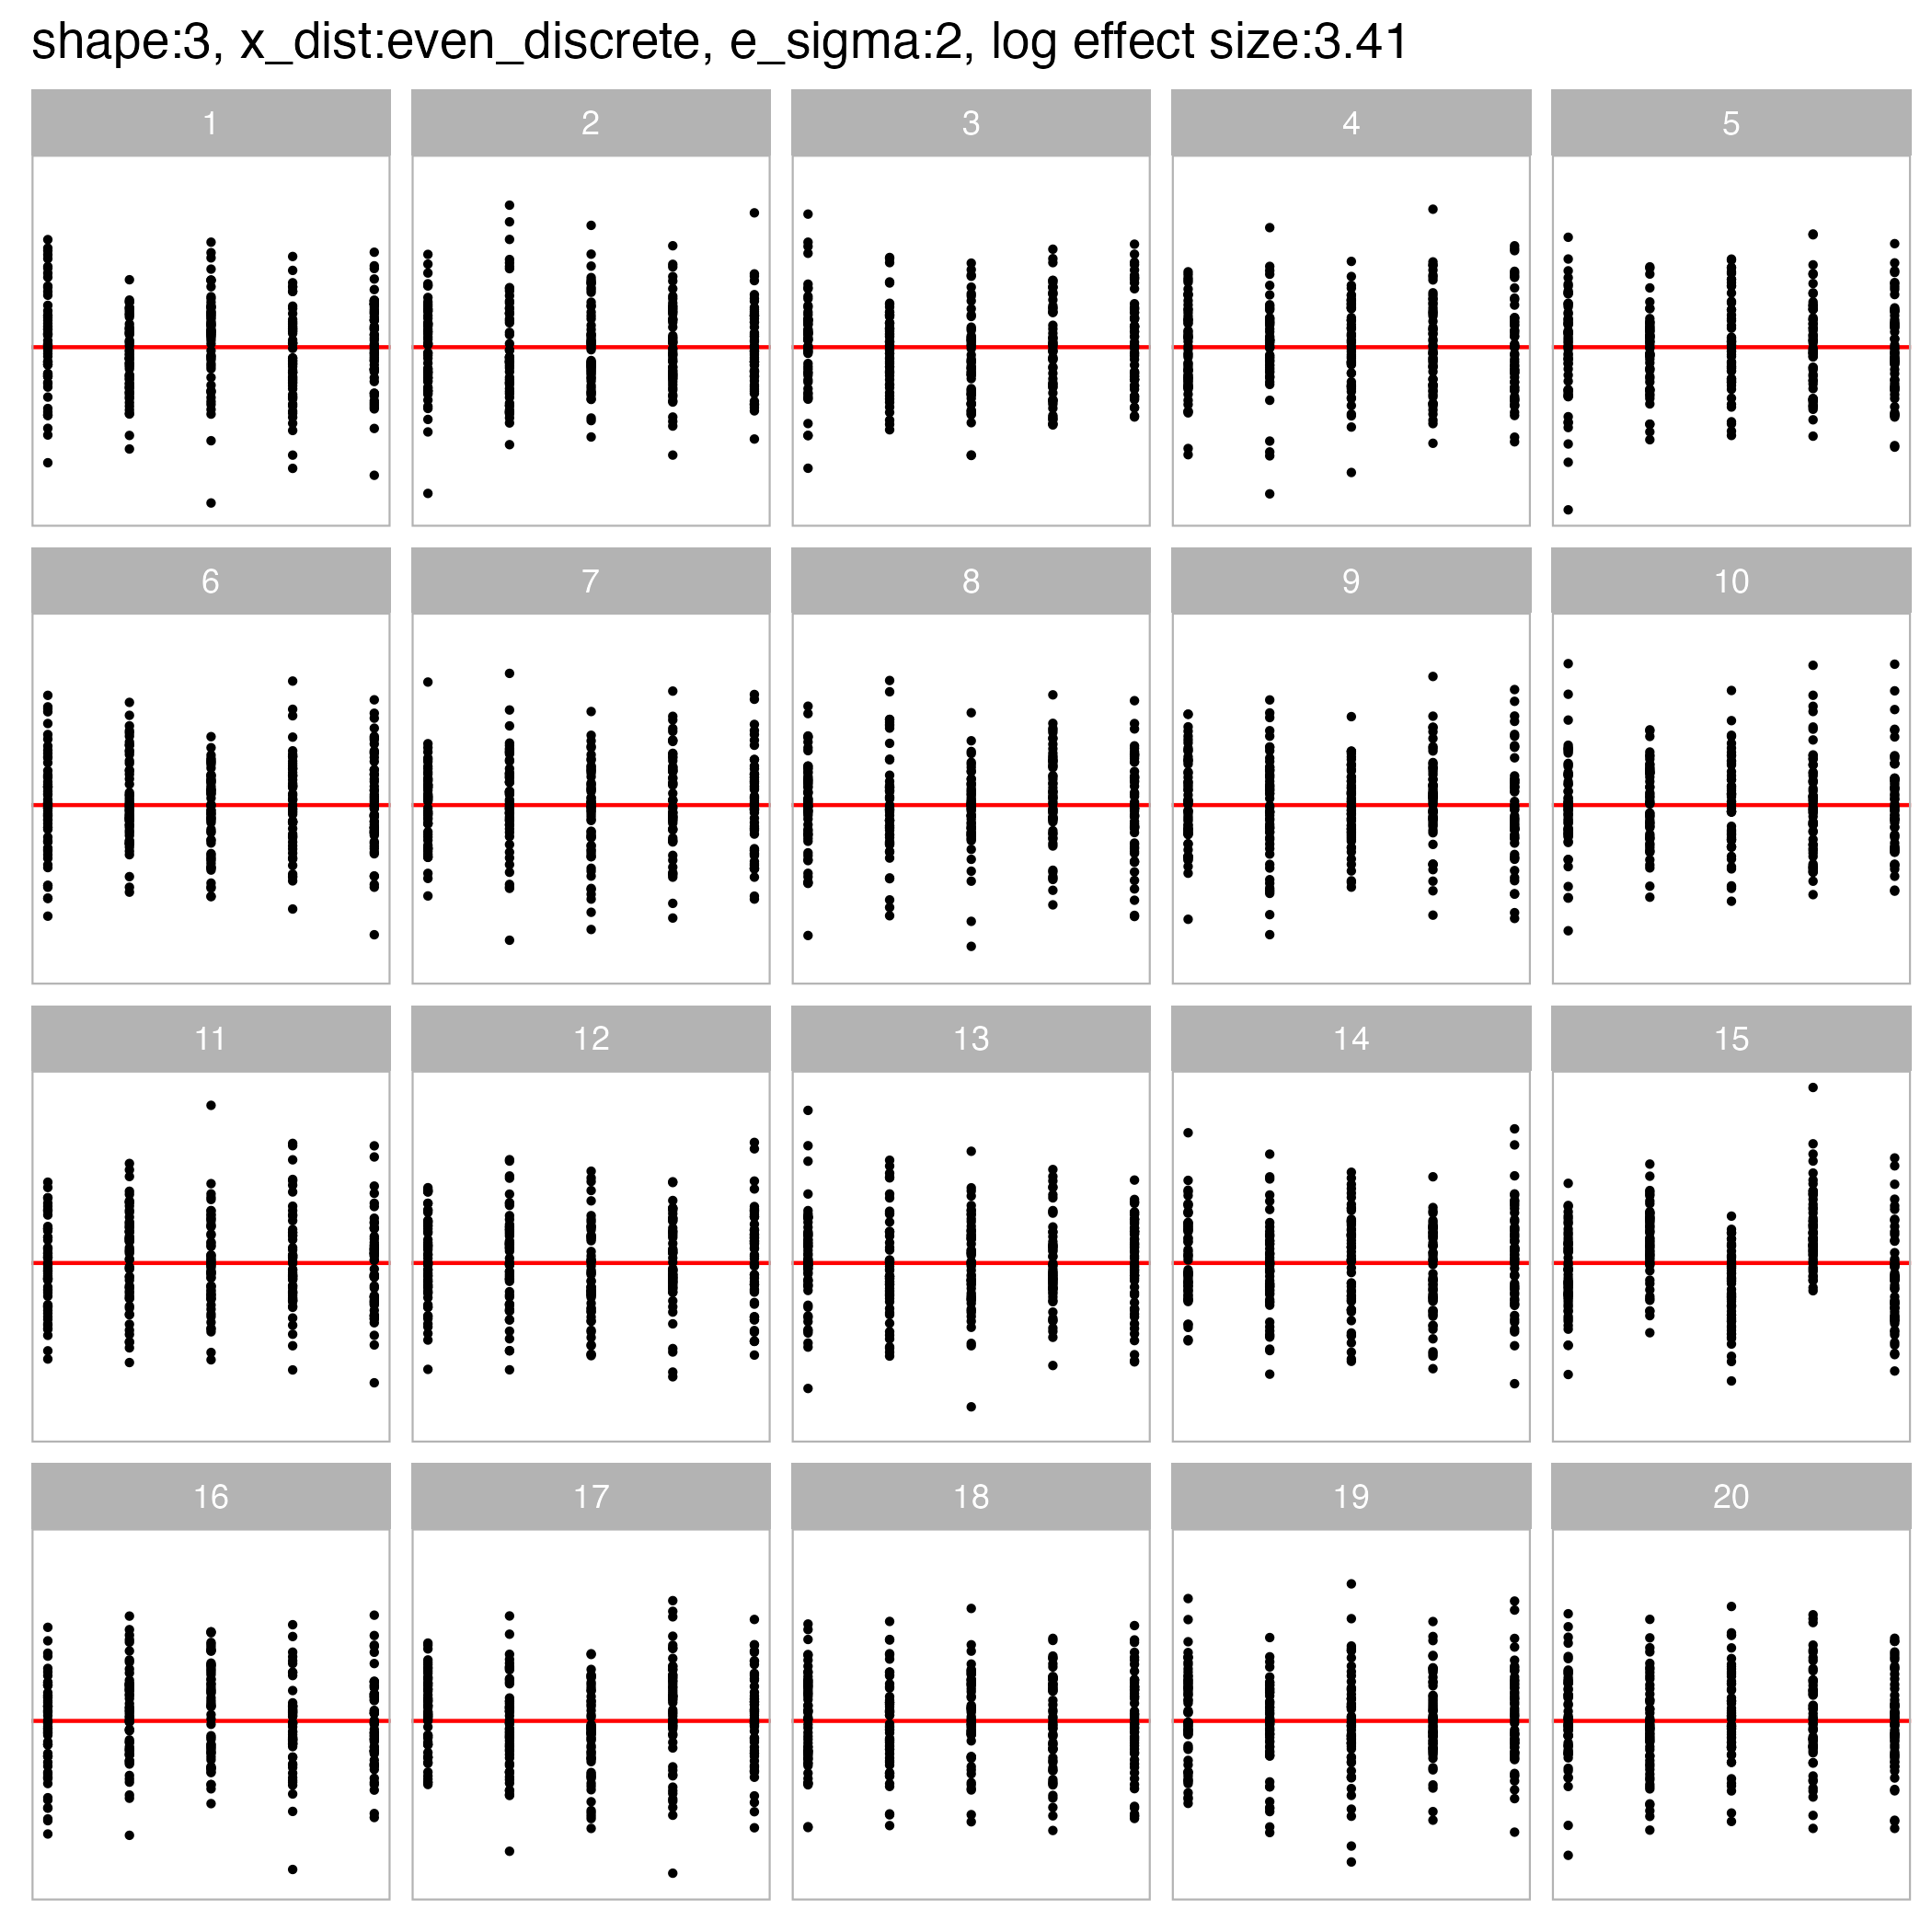 shape:3, x_dist:even_discrete, e_sigma:2, log effect size:3.41
1 2 3 4 5
6 7 8 9 10
11 12 13 14 15
16 17 18 19 20